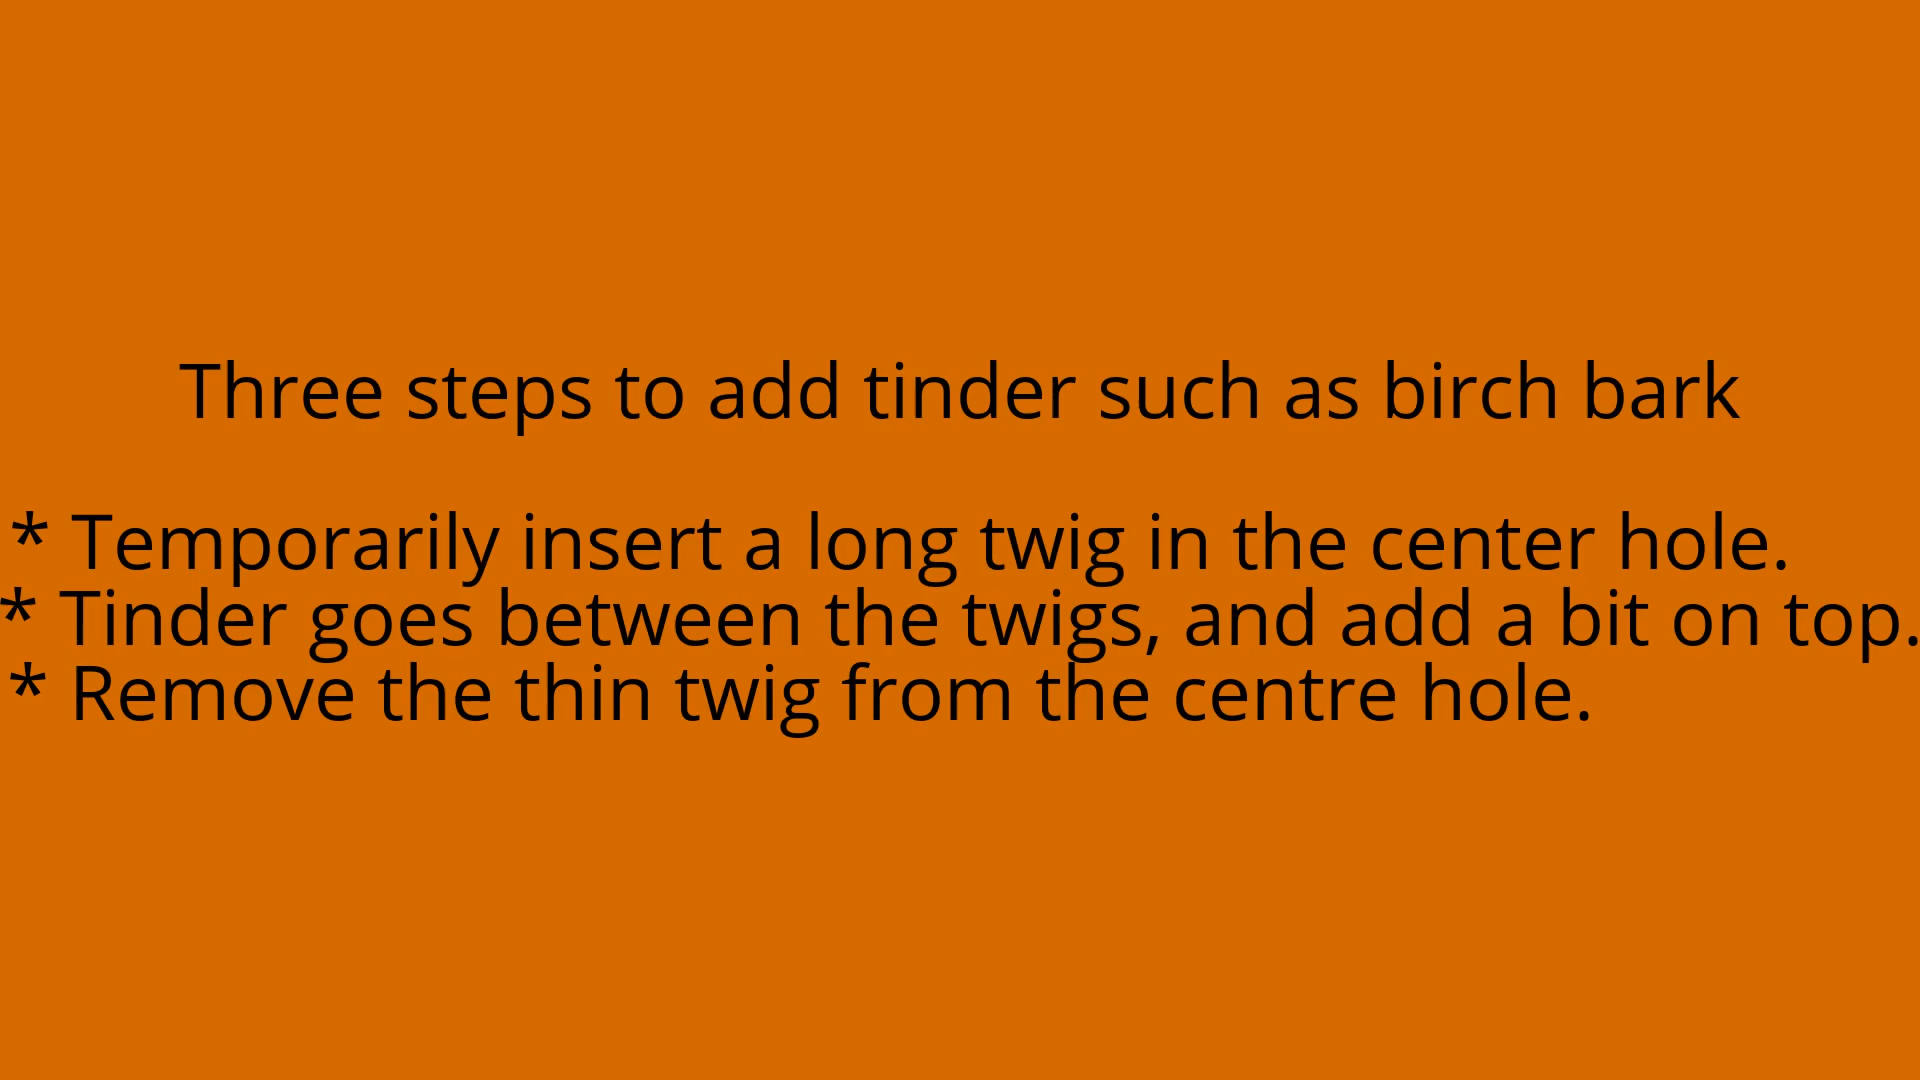 Three steps to add tinder such as birch bark
* Temporarily insert a long twig in the center hole.
* Tinder goes between the twigs, and add a bit on top.
* Remove the thin twig from the centre hole.